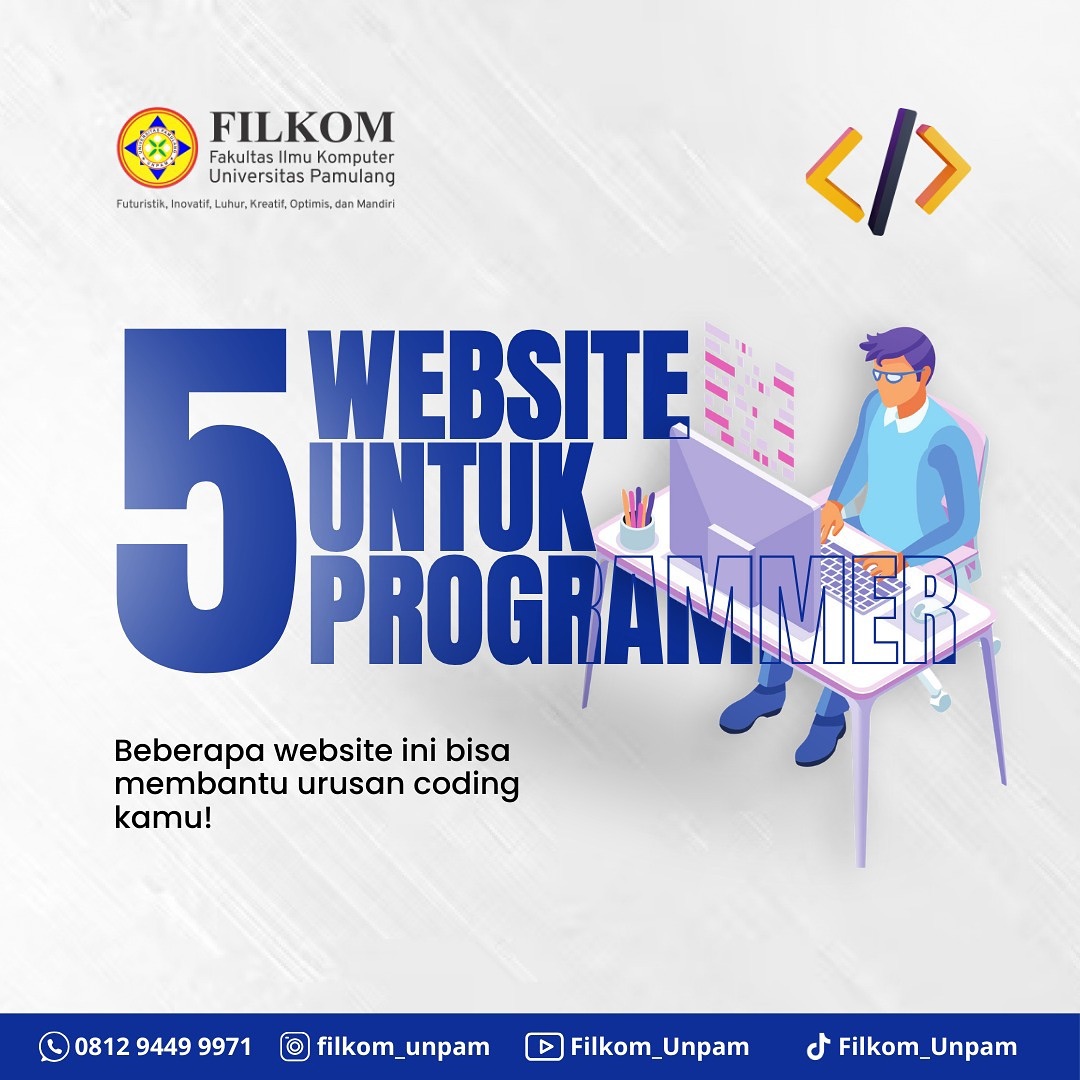 FILKOM
Fakultas Ilmu Komputer
Universitas Pamulang
Futuristik, Inovatif, Luhur, Kreatif, Optimis, dan Mandiri
5 WEBSITE
UNTUK
PROGRAMMER
Beberapa website ini bisa
membantu urusan coding
kamu!
0812 9449 9971 filkom_unpam Filkom_Unpam Filkom_Unpam